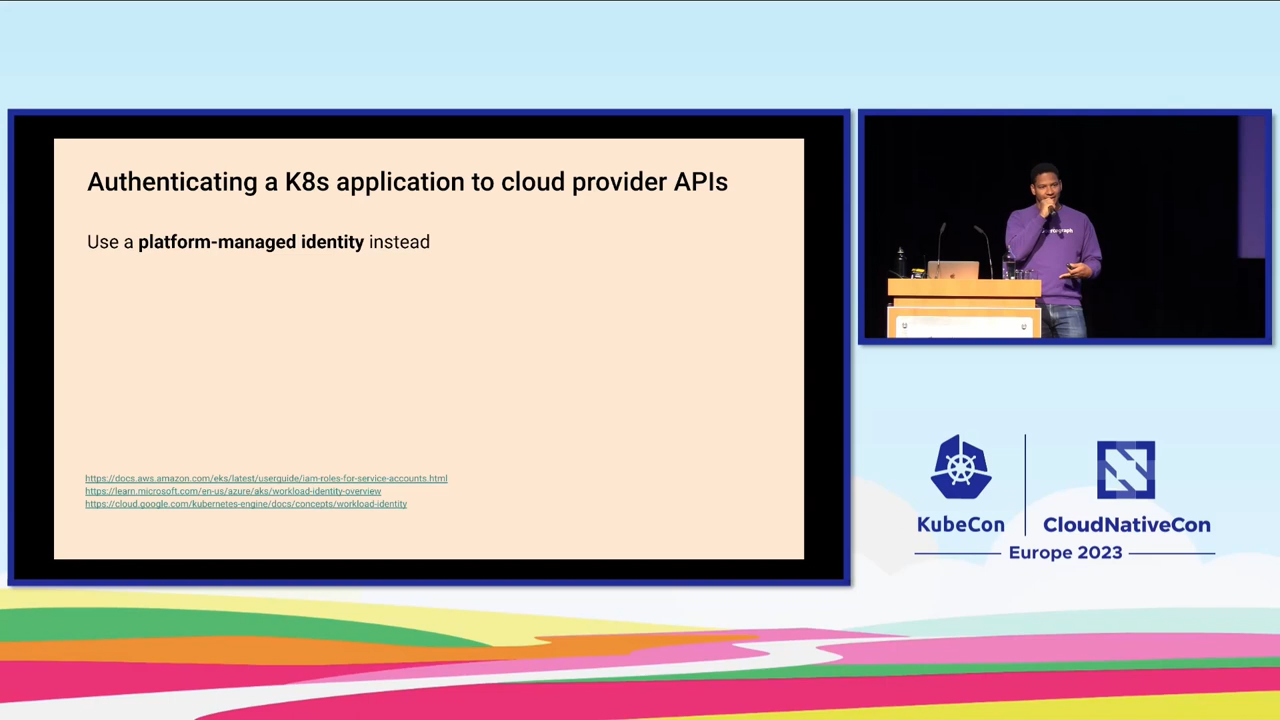 Authenticating a K8s application to cloud provider APIs
Use a platform-managed identity instead
https://docs.aws.amazon.com/eks/latest/userguide/iam-roles-for-service-accounts.html
https://learn.microsoft.com/en-us/azure/aks/workload-identity-overview
https://cloud.google.com/kubernetes-engine/docs/concepts/workload-identity
KubeCon
CloudNativeCon
Europe 2023